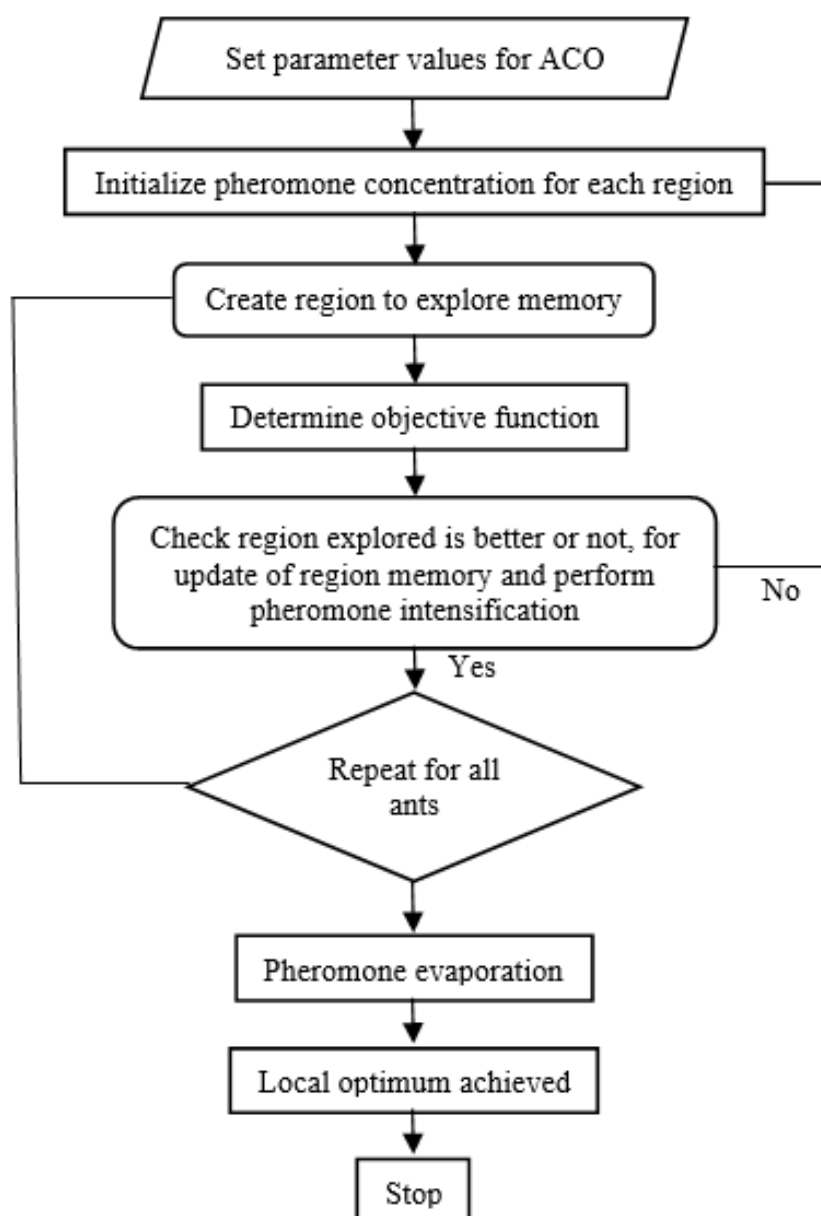 Set parameter values for ACO
Initialize pheromone concentration for each region
Create region to explore memory
Determine objective function
Check region explored is better or not, for
update of region memory and perform
pheromone intensification
No
Yes
Repeat for all
ants
Pheromone evaporation
Local optimum achieved
Stop